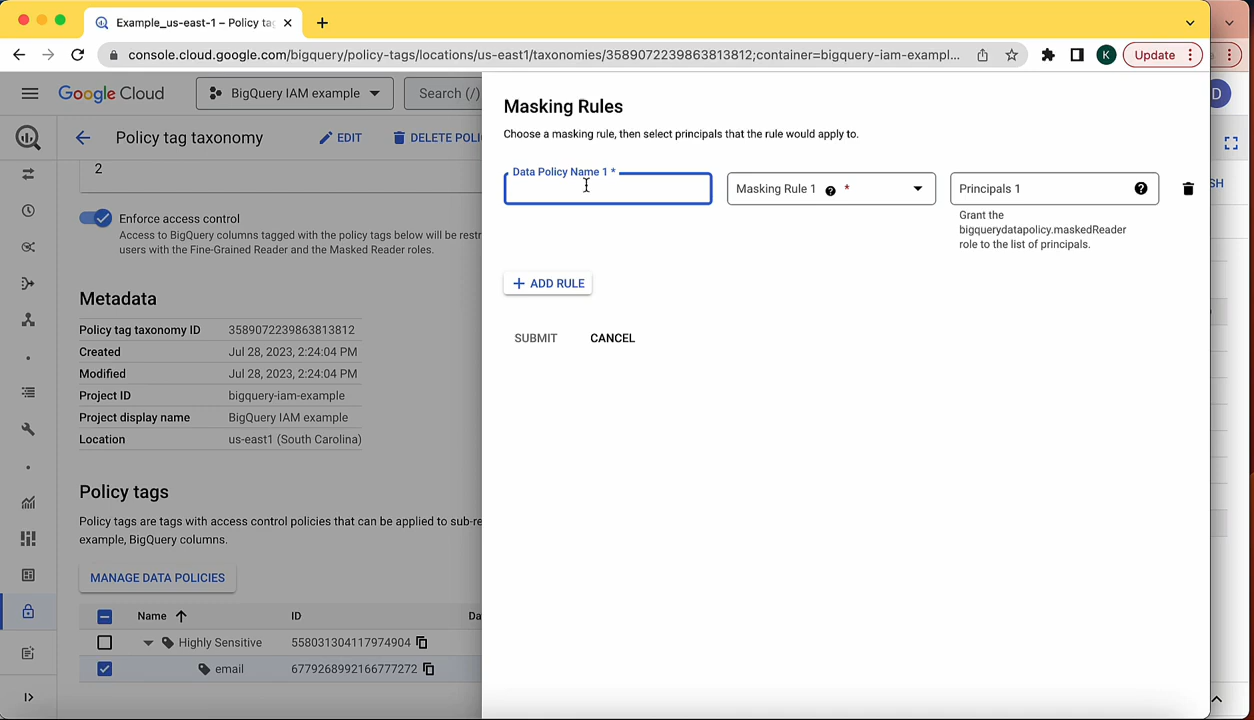 Example_us-east-1 – Policy ta
console.cloud.google.com/bigquery/policy-tags/locations/us-east1/taxonomies/3589072239863813812;container=bigquery-iam-exampl...
K
Update
Google Cloud
BigQuery IAM example
Search (/)
D
Policy tag taxonomy
EDIT
DELETE POLI
SH
2
Enforce access control
Access to BigQuery columns tagged with the policy tags below will be restr
users with the Fine-Grained Reader and the Masked Reader roles.
Metadata
Policy tag taxonomy ID 3589072239863813812
Created Jul 28, 2023, 2:24:04 PM
Modified Jul 28, 2023, 2:24:04 PM
Project ID bigquery-iam-example
Project display name BigQuery IAM example
Location us-east1 (South Carolina)
Policy tags
Policy tags are tags with access control policies that can be applied to sub-re
example, BigQuery columns.
MANAGE DATA POLICIES
Name ID Da
Highly Sensitive 558031304117974904
email 6779268992166777272
Masking Rules
Choose a masking rule, then select principals that the rule would apply to.
Data Policy Name 1 *
Masking Rule 1 *
Principals 1
Grant the
bigquerydatapolicy.maskedReader
role to the list of principals.
+ ADD RULE
SUBMIT CANCEL